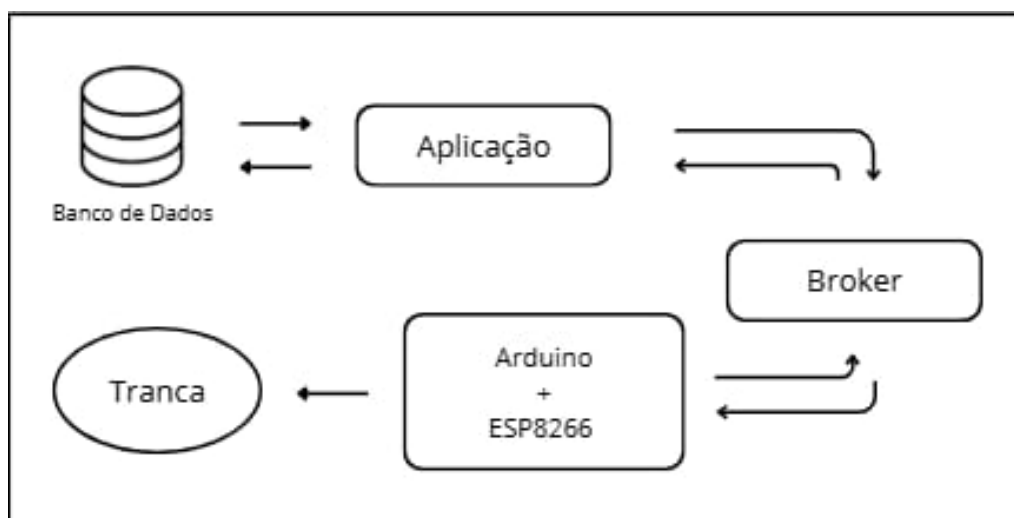 Aplicação
Banco de Dados
Broker
Arduino
+
ESP8266
Tranca